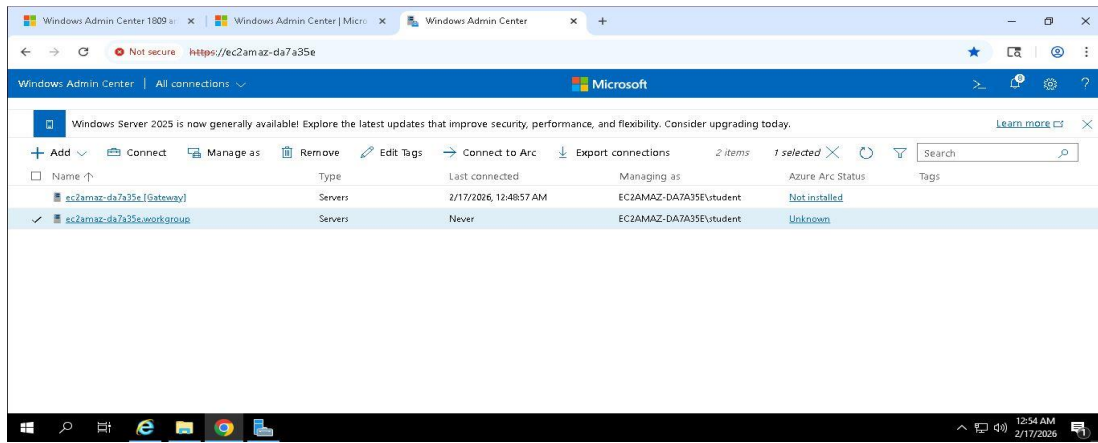 Windows Admin Center 1809 ar
Windows Admin Center | Micro
Windows Admin Center
Not secure https://ec2amaz-da7a35e
Windows Admin Center | All connections
Microsoft
Windows Server 2025 is now generally available! Explore the latest updates that improve security, performance, and flexibility. Consider upgrading today. Learn more
Add Connect Manage as Remove Edit Tags Connect to Arc Export connections 2 items 1 selected Search
Name Type Last connected Managing as Azure Arc Status Tags
ec2amaz-da7a35e [Gateway] Servers 2/17/2026, 12:48:57 AM EC2AMAZ-DA7A35E\student Not installed
ec2amaz-da7a35e.workgroup Servers Never EC2AMAZ-DA7A35E\student Unknown
12:54 AM
2/17/2026